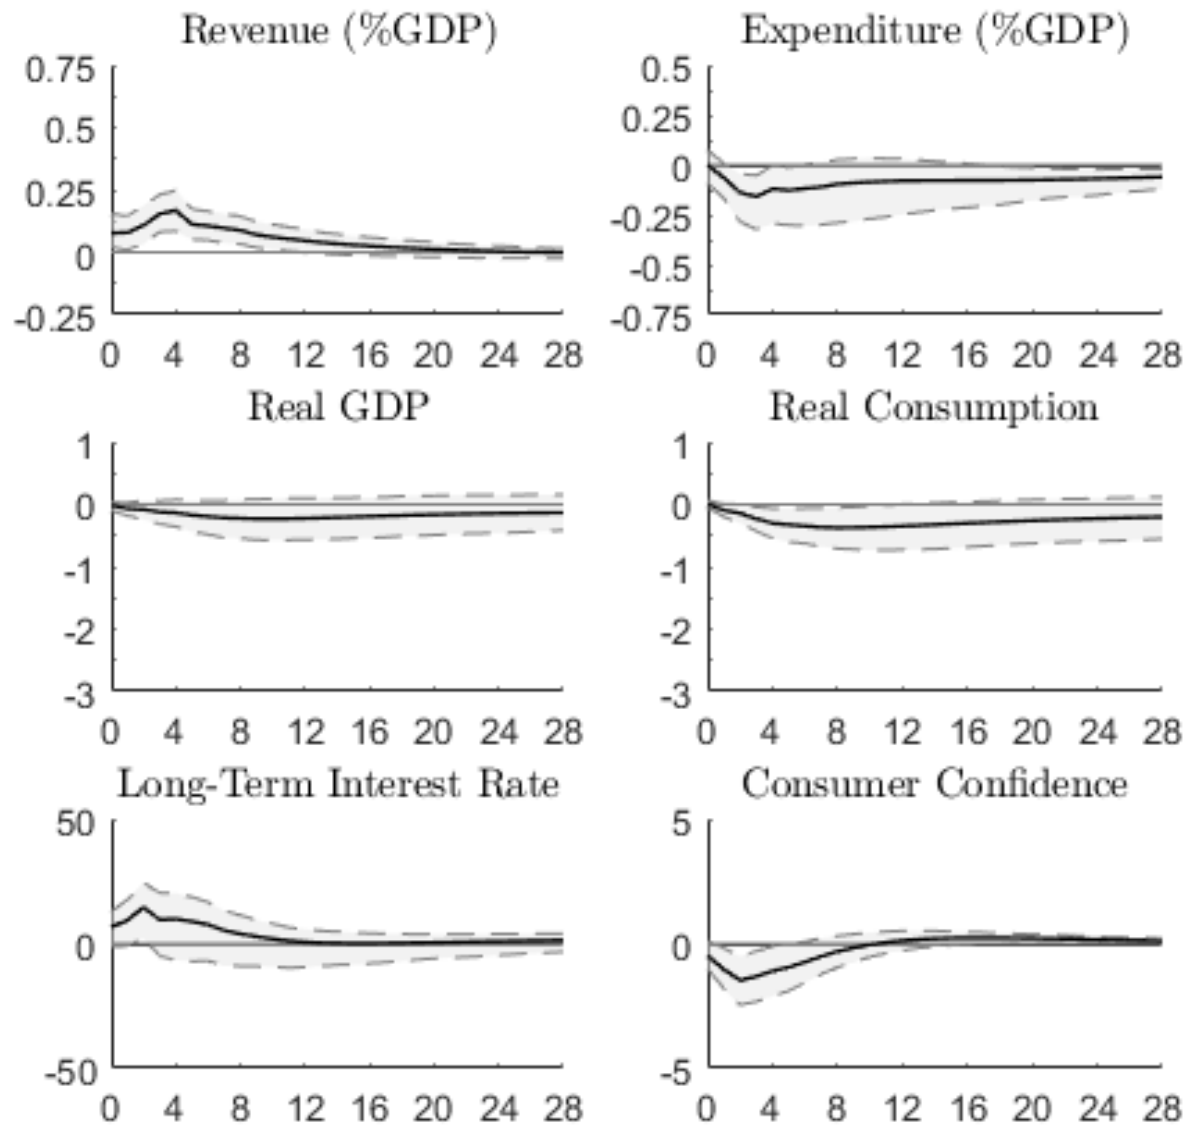 Revenue (%GDP)
0.75
0.5
0.25
0
-0.25
0 4 8 12 16 20 24 28
Expenditure (%GDP)
0.5
0.25
0
-0.25
-0.5
-0.75
0 4 8 12 16 20 24 28
Real GDP
1
0
-1
-2
-3
0 4 8 12 16 20 24 28
Real Consumption
1
0
-1
-2
-3
0 4 8 12 16 20 24 28
Long-Term Interest Rate
50
0
-50
0 4 8 12 16 20 24 28
Consumer Confidence
5
0
-5
0 4 8 12 16 20 24 28